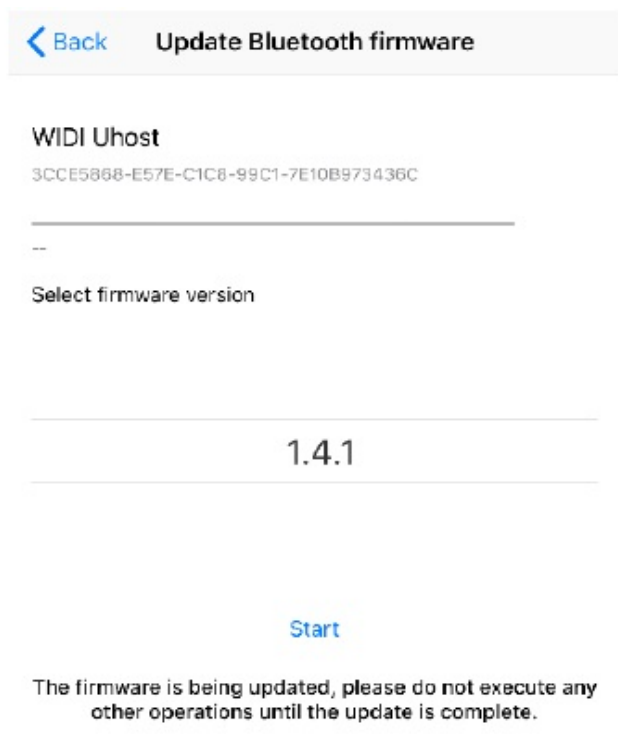 Back Update Bluetooth firmware
WIDI Uhost
3CCE5868-E57E-C1C8-99C1-7E10B973436C
--
Select firmware version
1.4.1
Start
The firmware is being updated, please do not execute any
other operations until the update is complete.